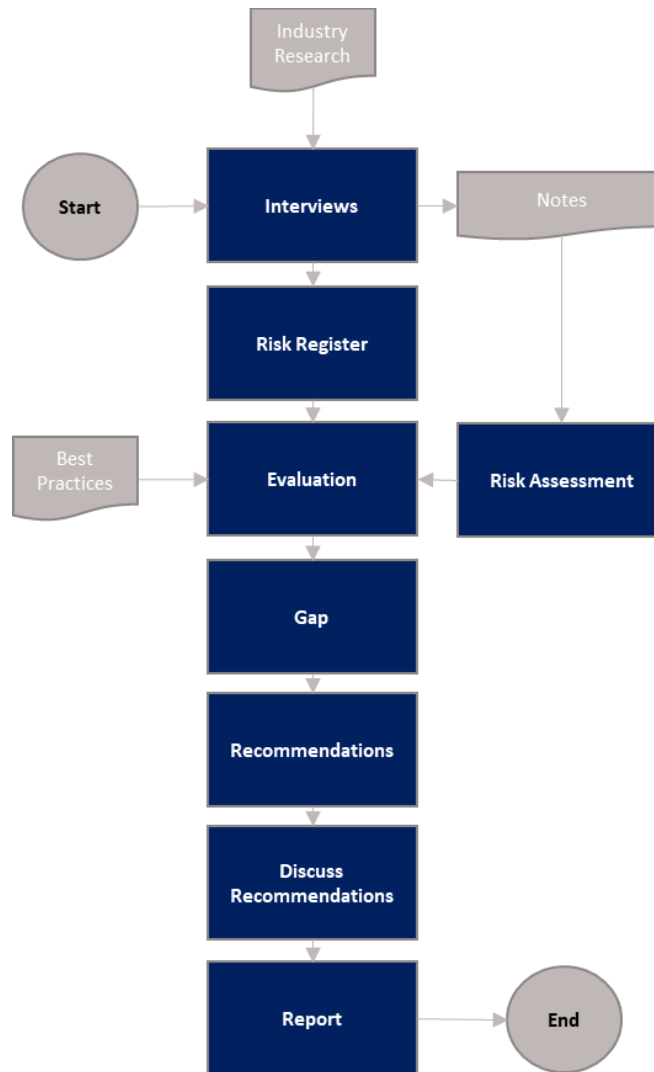 Industry
Research
Start
Interviews
Notes
Risk Register
Best
Practices
Evaluation
Risk Assessment
Gap
Recommendations
Discuss
Recommendations
Report
End